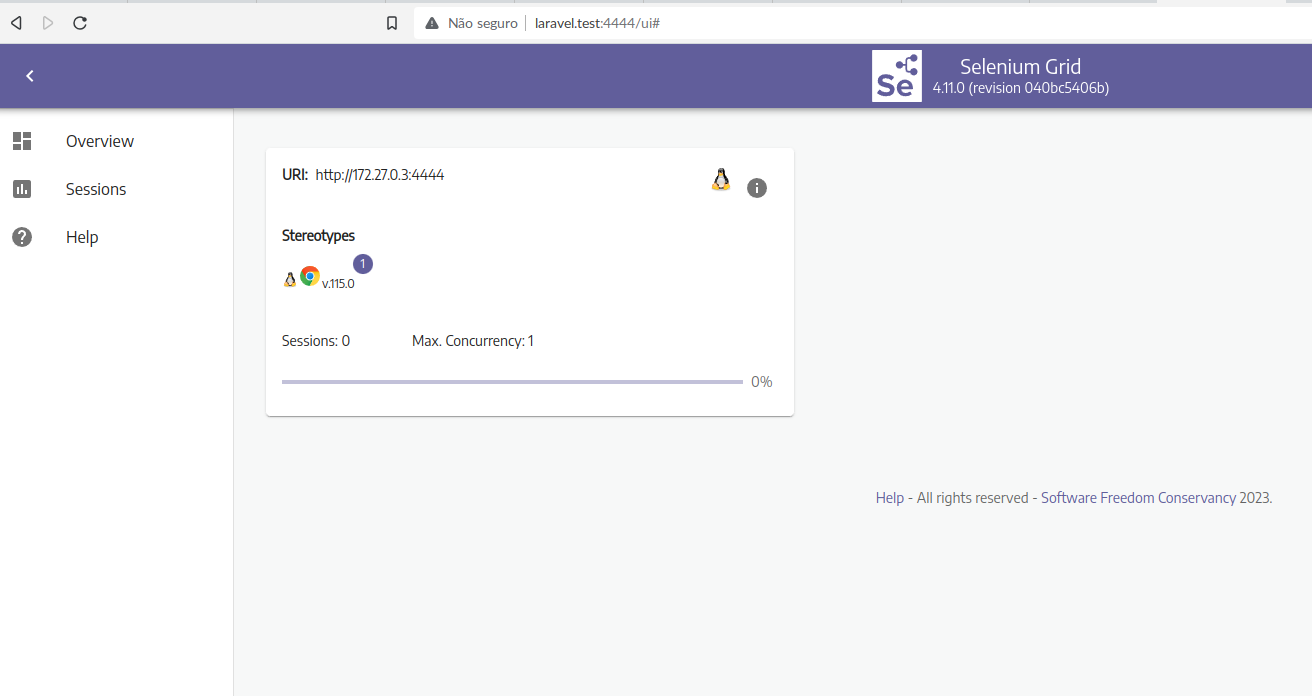 Não seguro laravel.test:4444/ui#
Se
Selenium Grid
4.11.0 (revision 040bc5406b)
Overview
Sessions
Help
URI: http://172.27.0.3:4444
Stereotypes
v.115.0 1
Sessions: 0 Max. Concurrency: 1
0%
Help - All rights reserved - Software Freedom Conservancy 2023.